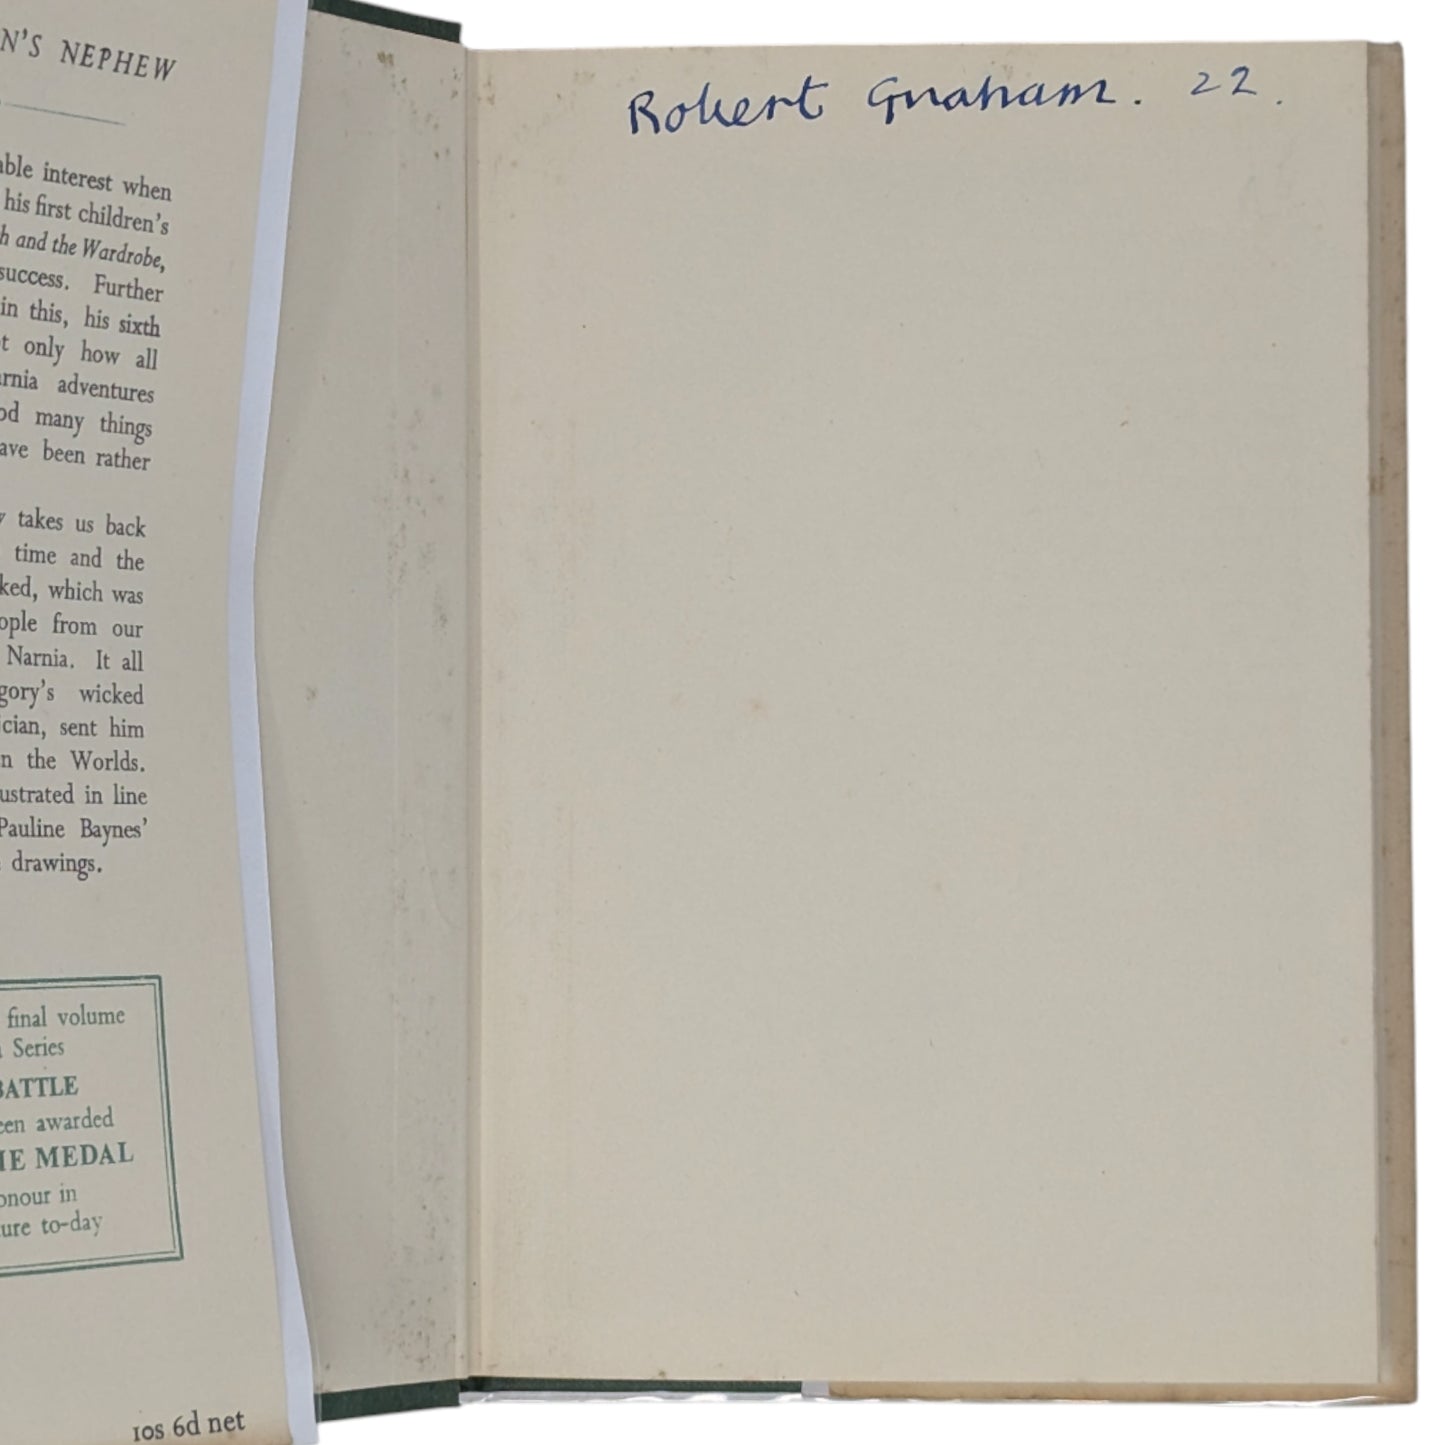 N'S NEPHEW
Robert Graham. 22.
able interest when
his first children's
h and the Wardrobe,
success. Further
in this, his sixth
t only how all
rnia adventures
od many things
ave been rather
y takes us back
time and the
ked, which was
ople from our
Narnia. It all
gory's wicked
cian, sent him
n the Worlds.
ustrated in line
Pauline Baynes'
drawings.
final volume
Series
BATTLE
een awarded
IE MEDAL
onour in
ure to-day
10s 6d net